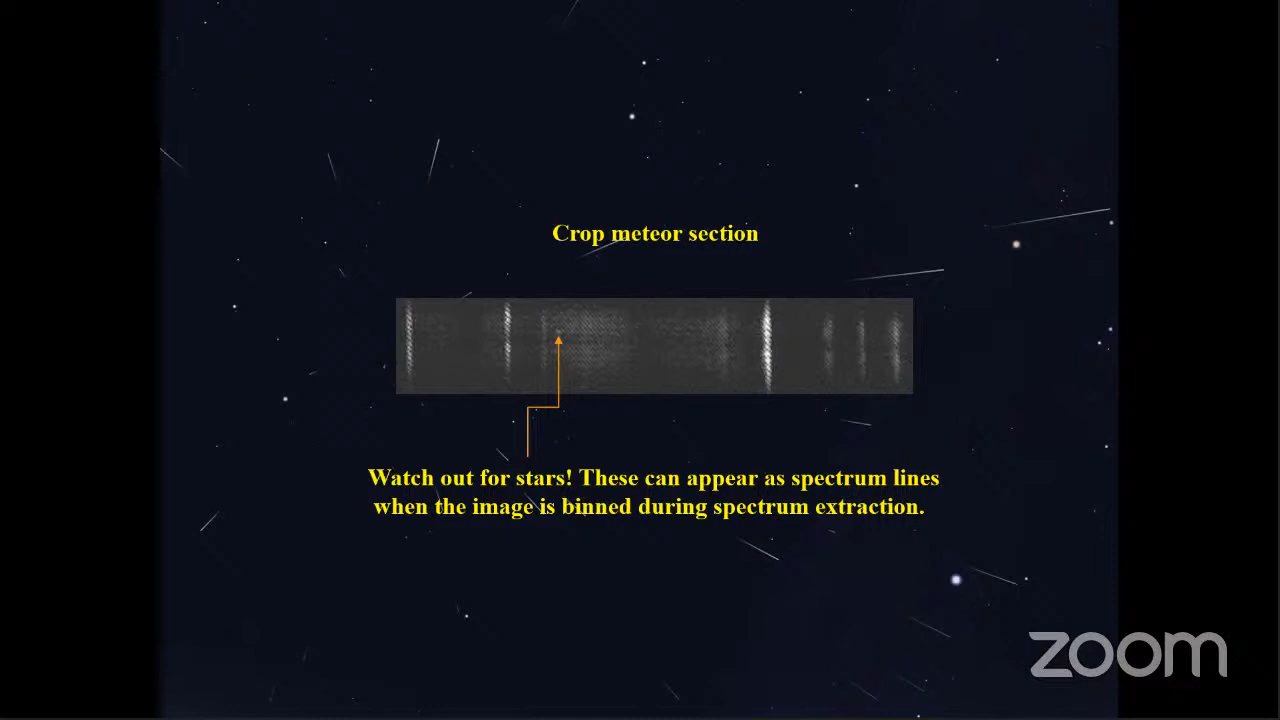 Crop meteor section
Watch out for stars! These can appear as spectrum lines
when the image is binned during spectrum extraction.
zoom